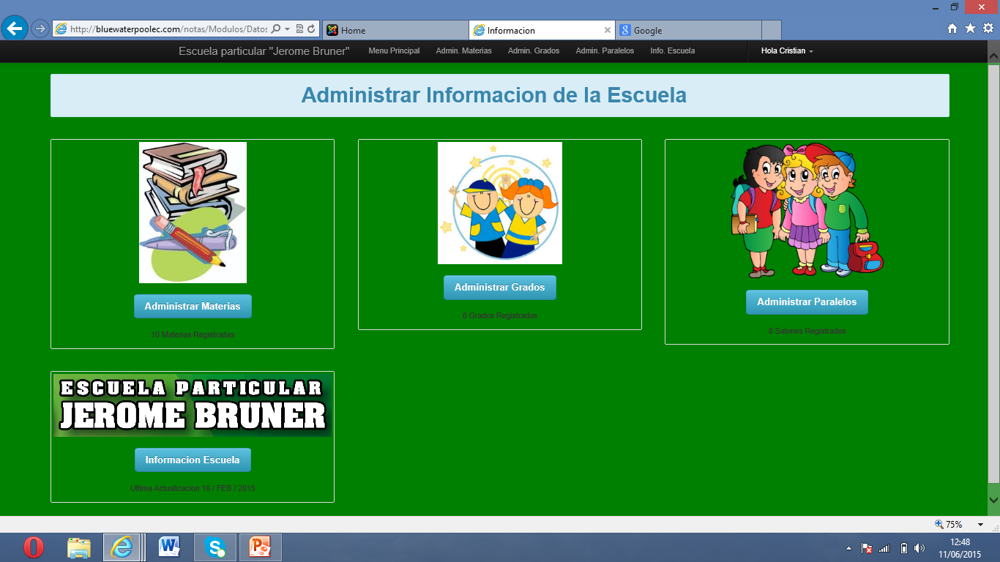 http://bluewaterpoolec.com/notas/Modulos/Datos
Home
Informacion
Google
Escuela particular "Jerome Bruner"
Menu Principal
Admin. Materias
Admin. Grados
Admin. Paralelos
Info. Escuela
Hola Cristian
Administrar Informacion de la Escuela
Administrar Materias
10 Materias Registradas
Administrar Grados
8 Grados Registrados
Administrar Paralelos
8 Salones Registrados
ESCUELA PARTICULAR
JEROME BRUNER
Informacion Escuela
Ultima Actualizacion 16 / FEB / 2015
75%
12:48
11/06/2015